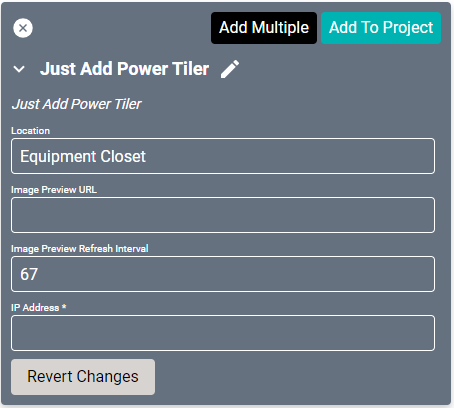 Add Multiple Add To Project
Just Add Power Tiler
Just Add Power Tiler
Location
Equipment Closet
Image Preview URL
Image Preview Refresh Interval
67
IP Address *
Revert Changes